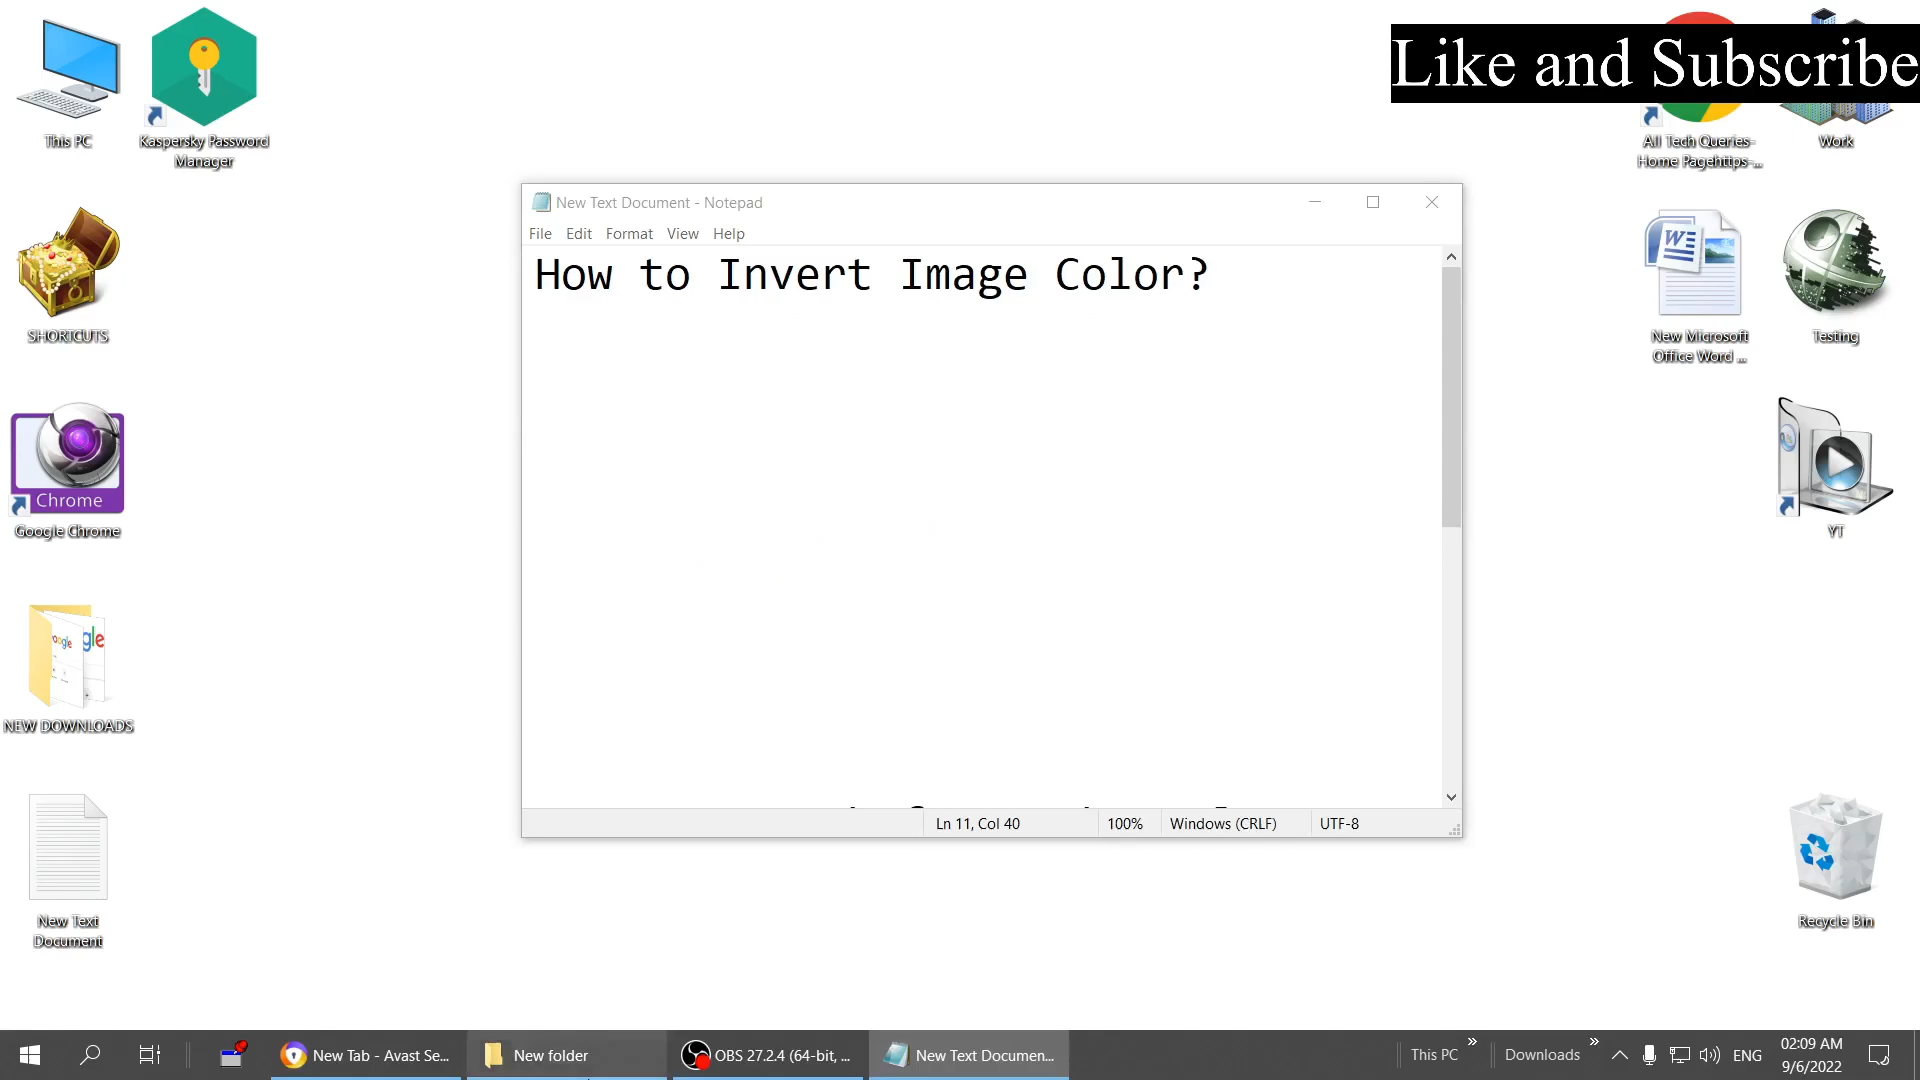 Like and Subscribe
This PC
Kaspersky Password
Manager
All Tech Queries-
Home Pagehttps-...
Work
New Text Document - Notepad
File Edit Format View Help
How to Invert Image Color?
SHORTCUTS
New Microsoft
Office Word ...
Testing
Chrome
Google Chrome
YT
NEW DOWNLOADS
Ln 11, Col 40 100% Windows (CRLF) UTF-8
New Text
Document
Recycle Bin
New Tab - Avast Se...
New folder
OBS 27.2.4 (64-bit, ...
New Text Documen...
This PC
Downloads
ENG
02:09 AM
9/6/2022